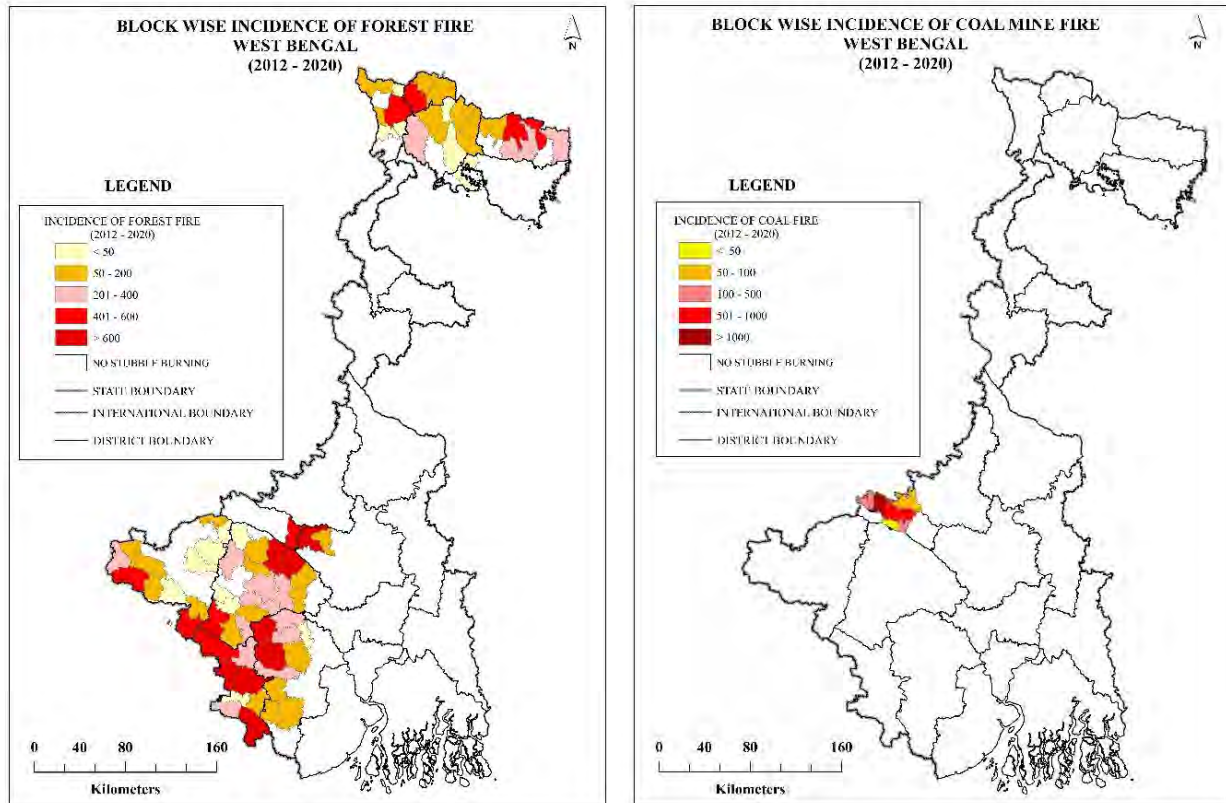 BLOCK WISE INCIDENCE OF FOREST FIRE
WEST BENGAL
(2012 - 2020)
N
LEGEND
INCIDENCE OF FOREST FIRE
(2012 - 2020)
< 50
50 - 200
201 - 400
401 - 600
> 600
NO STUBBLE BURNING
STATE BOUNDARY
INTERNATIONAL BOUNDARY
DISTRICT BOUNDARY
0 40 80 160
Kilometers
BLOCK WISE INCIDENCE OF COAL MINE FIRE
WEST BENGAL
(2012 - 2020)
N
LEGEND
INCIDENCE OF COAL FIRE
(2012 - 2020)
< 50
50 - 100
100 - 500
501 - 1000
> 1000
NO STUBBLE BURNING
STATE BOUNDARY
INTERNATIONAL BOUNDARY
DISTRICT BOUNDARY
0 40 80 160
Kilometers